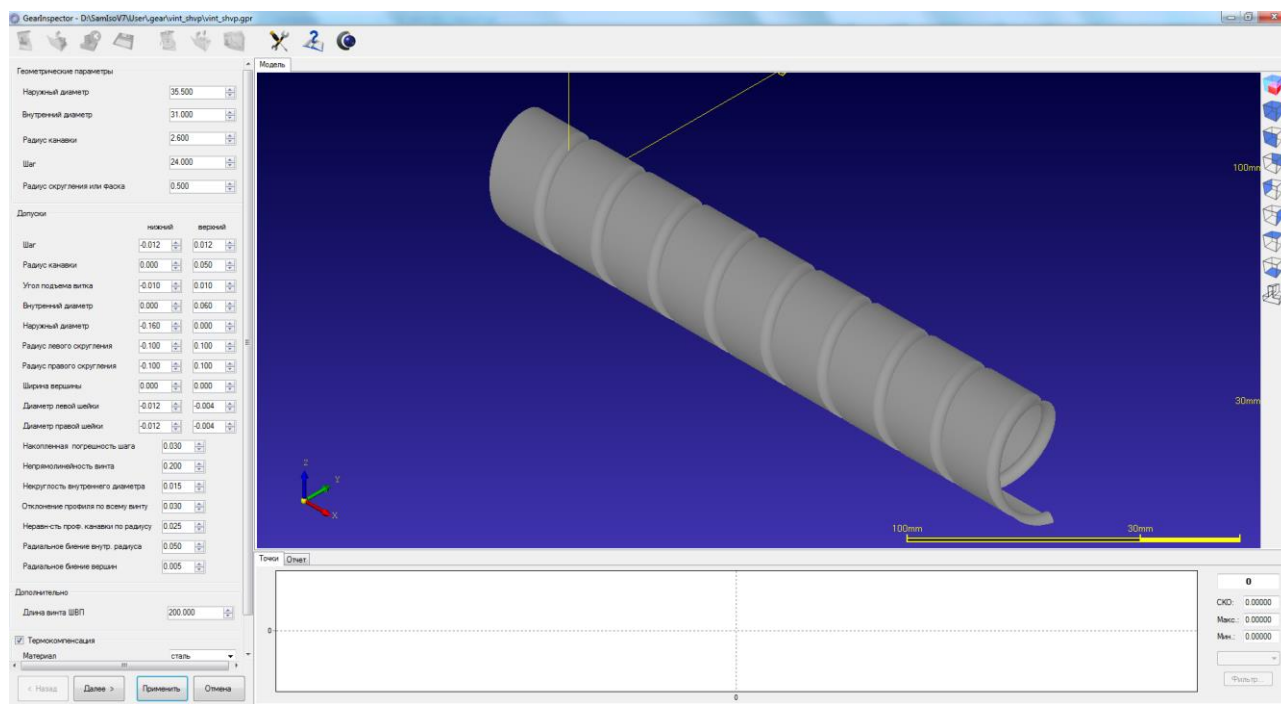 GearInspector - D:\SamIsoV7\User\.gear\vint_shvp\vint_shvp.gpr
Геометрические параметры
Наружный диаметр 35.500
Внутренний диаметр 31.000
Радиус канавки 2.600
Шаг 24.000
Радиус скругления или фаска 0.500
Допуски
нижний верхний
Шаг -0.012 0.012
Радиус канавки 0.000 0.050
Угол подъема витка -0.010 0.010
Внутренний диаметр 0.000 0.060
Наружный диаметр -0.160 0.000
Радиус левого скругления -0.100 0.100
Радиус правого скругления -0.100 0.100
Ширина вершины 0.000 0.000
Диаметр левой шейки -0.012 -0.004
Диаметр правой шейки -0.012 -0.004
Накопленная погрешность шага 0.030
Непрямолинейность винта 0.200
Некруглость внутреннего диаметра 0.015
Отклонение профиля по всему винту 0.030
Неравн-сть проф. канавки по радиусу 0.025
Радиальное биение внутр. радиуса 0.050
Радиальное биение вершин 0.005
Дополнительно
Длина винта ШВП 200.000
Термокомпенсация
Материал сталь
< Назад Далее > Применить Отмена
Модель
100mm
30mm
Z
Y
X
100mm 30mm
Точки Отчет
0
0
0
СКО: 0.00000
Макс.: 0.00000
Мин.: 0.00000
Фильтр...